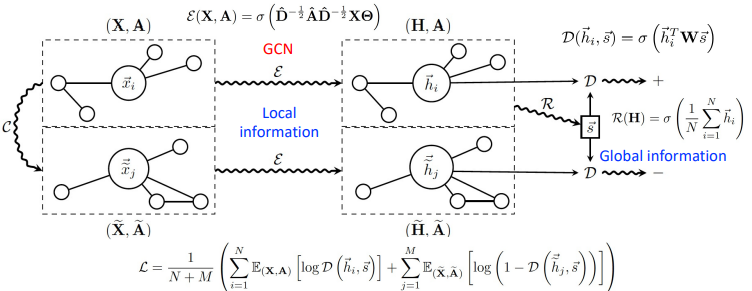 $\mathcal{E}(\mathbf{X}, \mathbf{A}) = \sigma\left(\hat{\mathbf{D}}^{-\frac{1}{2}}\hat{\mathbf{A}}\hat{\mathbf{D}}^{-\frac{1}{2}}\mathbf{X}\mathbf{\Theta}\right)$
$(\mathbf{X}, \mathbf{A})$
$(\mathbf{H}, \mathbf{A})$
$\mathcal{D}(\vec{h}_i, \vec{s}) = \sigma\left(\vec{h}_i^T \mathbf{W}\vec{s}\right)$
GCN
$\vec{x}_i$
$\mathcal{E}$
$\vec{h}_i$
$\mathcal{D}$
+
$\mathcal{C}$
Local
information
$\mathcal{R}$
$\vec{s}$
$\mathcal{R}(\mathbf{H}) = \sigma\left(\frac{1}{N}\sum_{i=1}^{N}\vec{h}_i\right)$
Global information
$\vec{\widetilde{x}}_j$
$\mathcal{E}$
$\vec{\widetilde{h}}_j$
$\mathcal{D}$
−
$(\widetilde{\mathbf{X}}, \widetilde{\mathbf{A}})$
$(\widetilde{\mathbf{H}}, \widetilde{\mathbf{A}})$
$\mathcal{L} = \frac{1}{N+M}\left(\sum_{i=1}^{N}\mathbb{E}_{(\mathbf{X},\mathbf{A})}\left[\log \mathcal{D}\left(\vec{h}_i, \vec{s}\right)\right] + \sum_{j=1}^{M}\mathbb{E}_{(\widetilde{\mathbf{X}},\widetilde{\mathbf{A}})}\left[\log\left(1 - \mathcal{D}\left(\vec{\widetilde{h}}_j, \vec{s}\right)\right)\right]\right)$